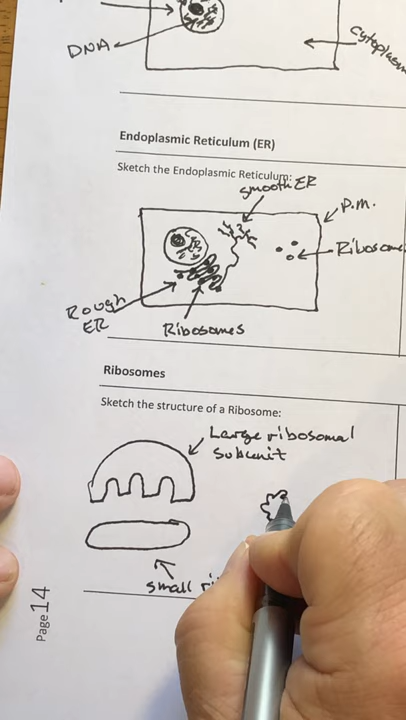 DNA
cytoplasm
Endoplasmic Reticulum (ER)
Sketch the Endoplasmic Reticulum:
smooth ER
P.M.
Ribosome
Rough
ER
Ribosomes
Ribosomes
Sketch the structure of a Ribosome:
Large ribosomal
subunit
small
Page 14